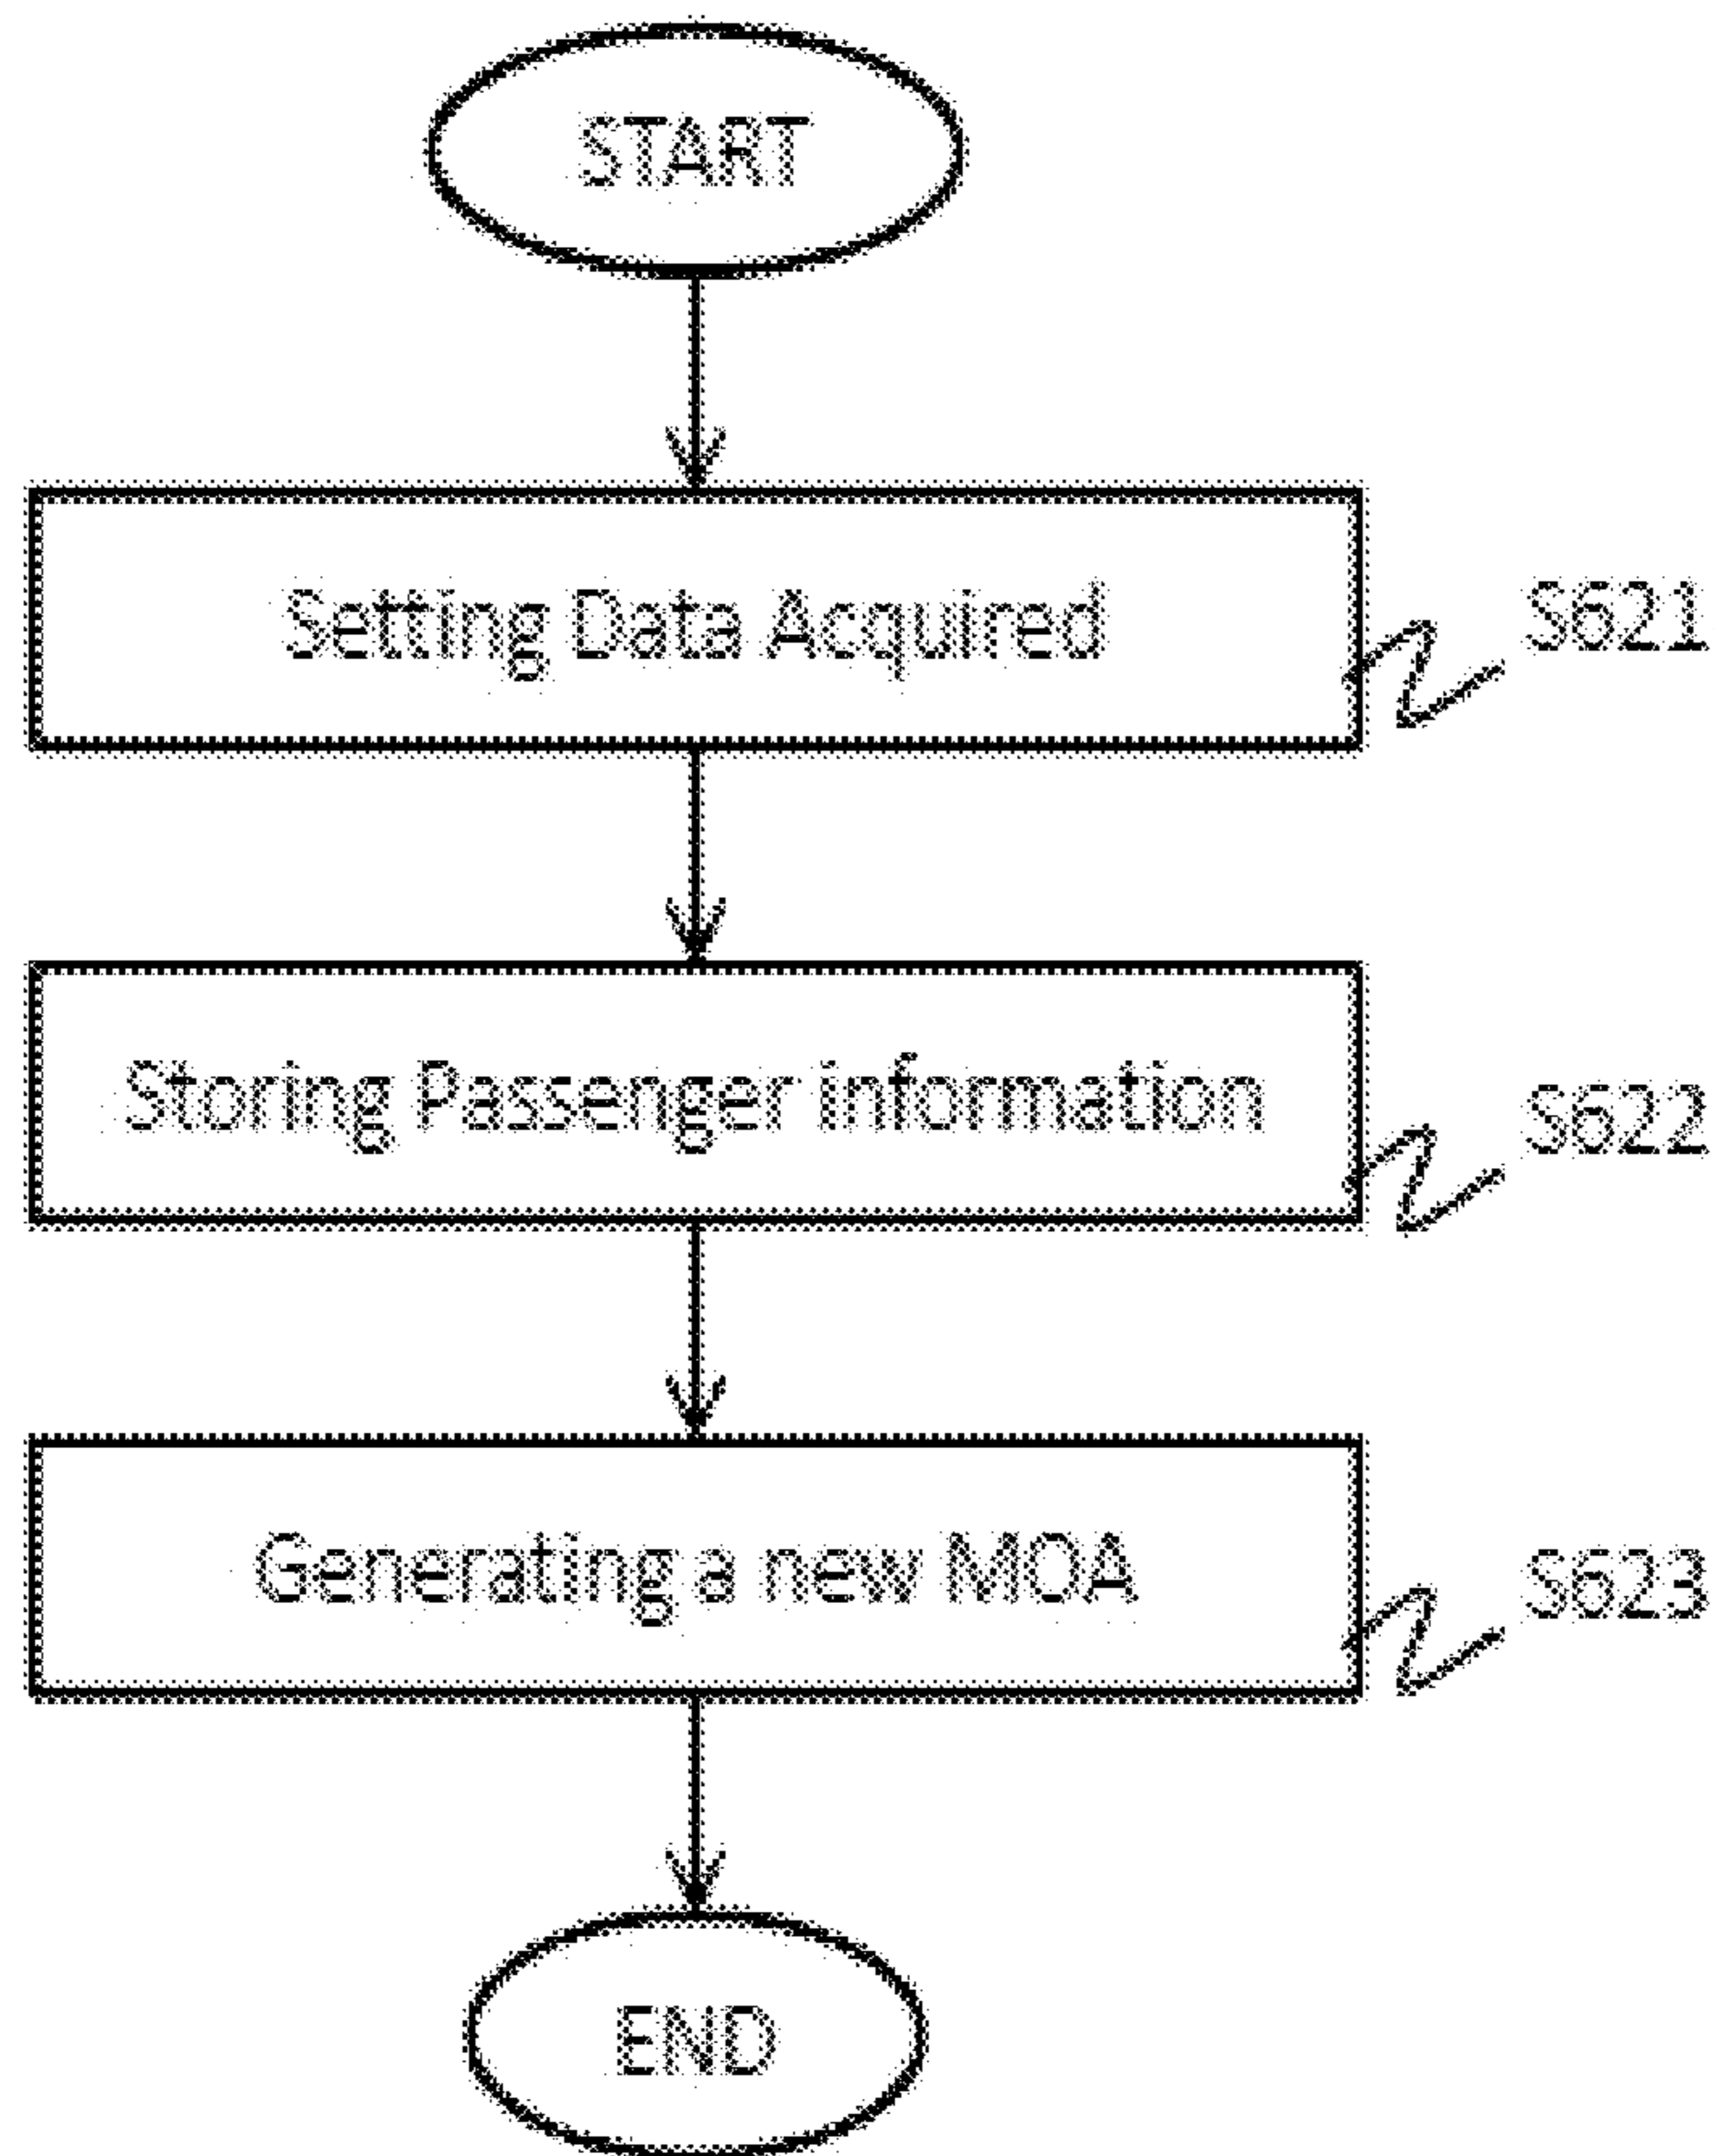 START
Setting Data Acquired
S621
Storing Passenger information
S622
Generating a new MOA
S623
END